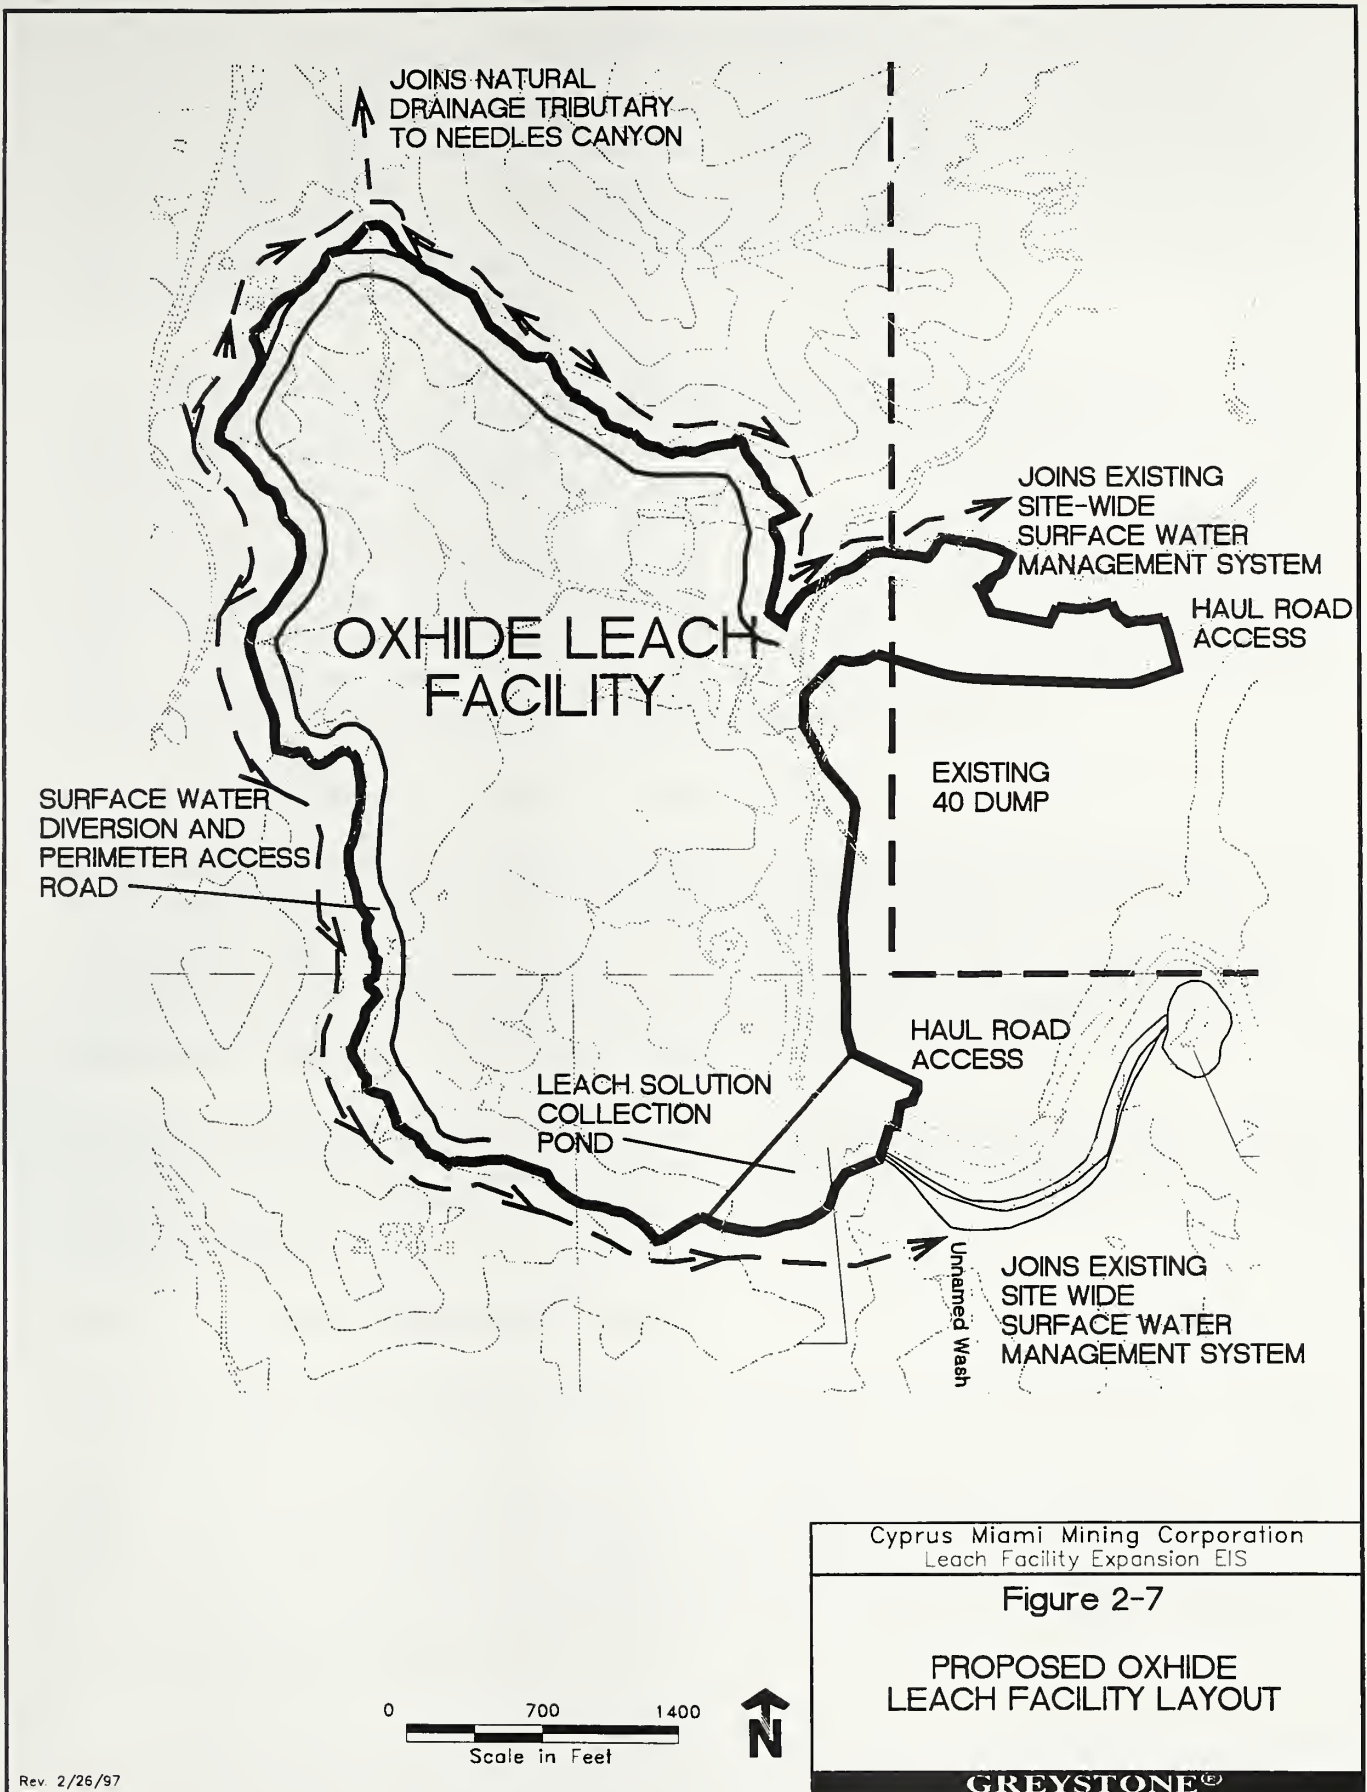 JOINS NATURAL
DRAINAGE TRIBUTARY
TO NEEDLES CANYON
JOINS EXISTING
SITE-WIDE
SURFACE WATER
MANAGEMENT SYSTEM
HAUL ROAD
ACCESS
OXHIDE LEACH
FACILITY
EXISTING
40 DUMP
SURFACE WATER
DIVERSION AND
PERIMETER ACCESS
ROAD
HAUL ROAD
ACCESS
LEACH SOLUTION
COLLECTION
POND
Unnamed Wash
JOINS EXISTING
SITE WIDE
SURFACE WATER
MANAGEMENT SYSTEM
Cyprus Miami Mining Corporation
Leach Facility Expansion EIS
Figure 2-7
PROPOSED OXHIDE
LEACH FACILITY LAYOUT
0 700 1400
Scale in Feet
N
GREYSTONE®
Rev. 2/26/97